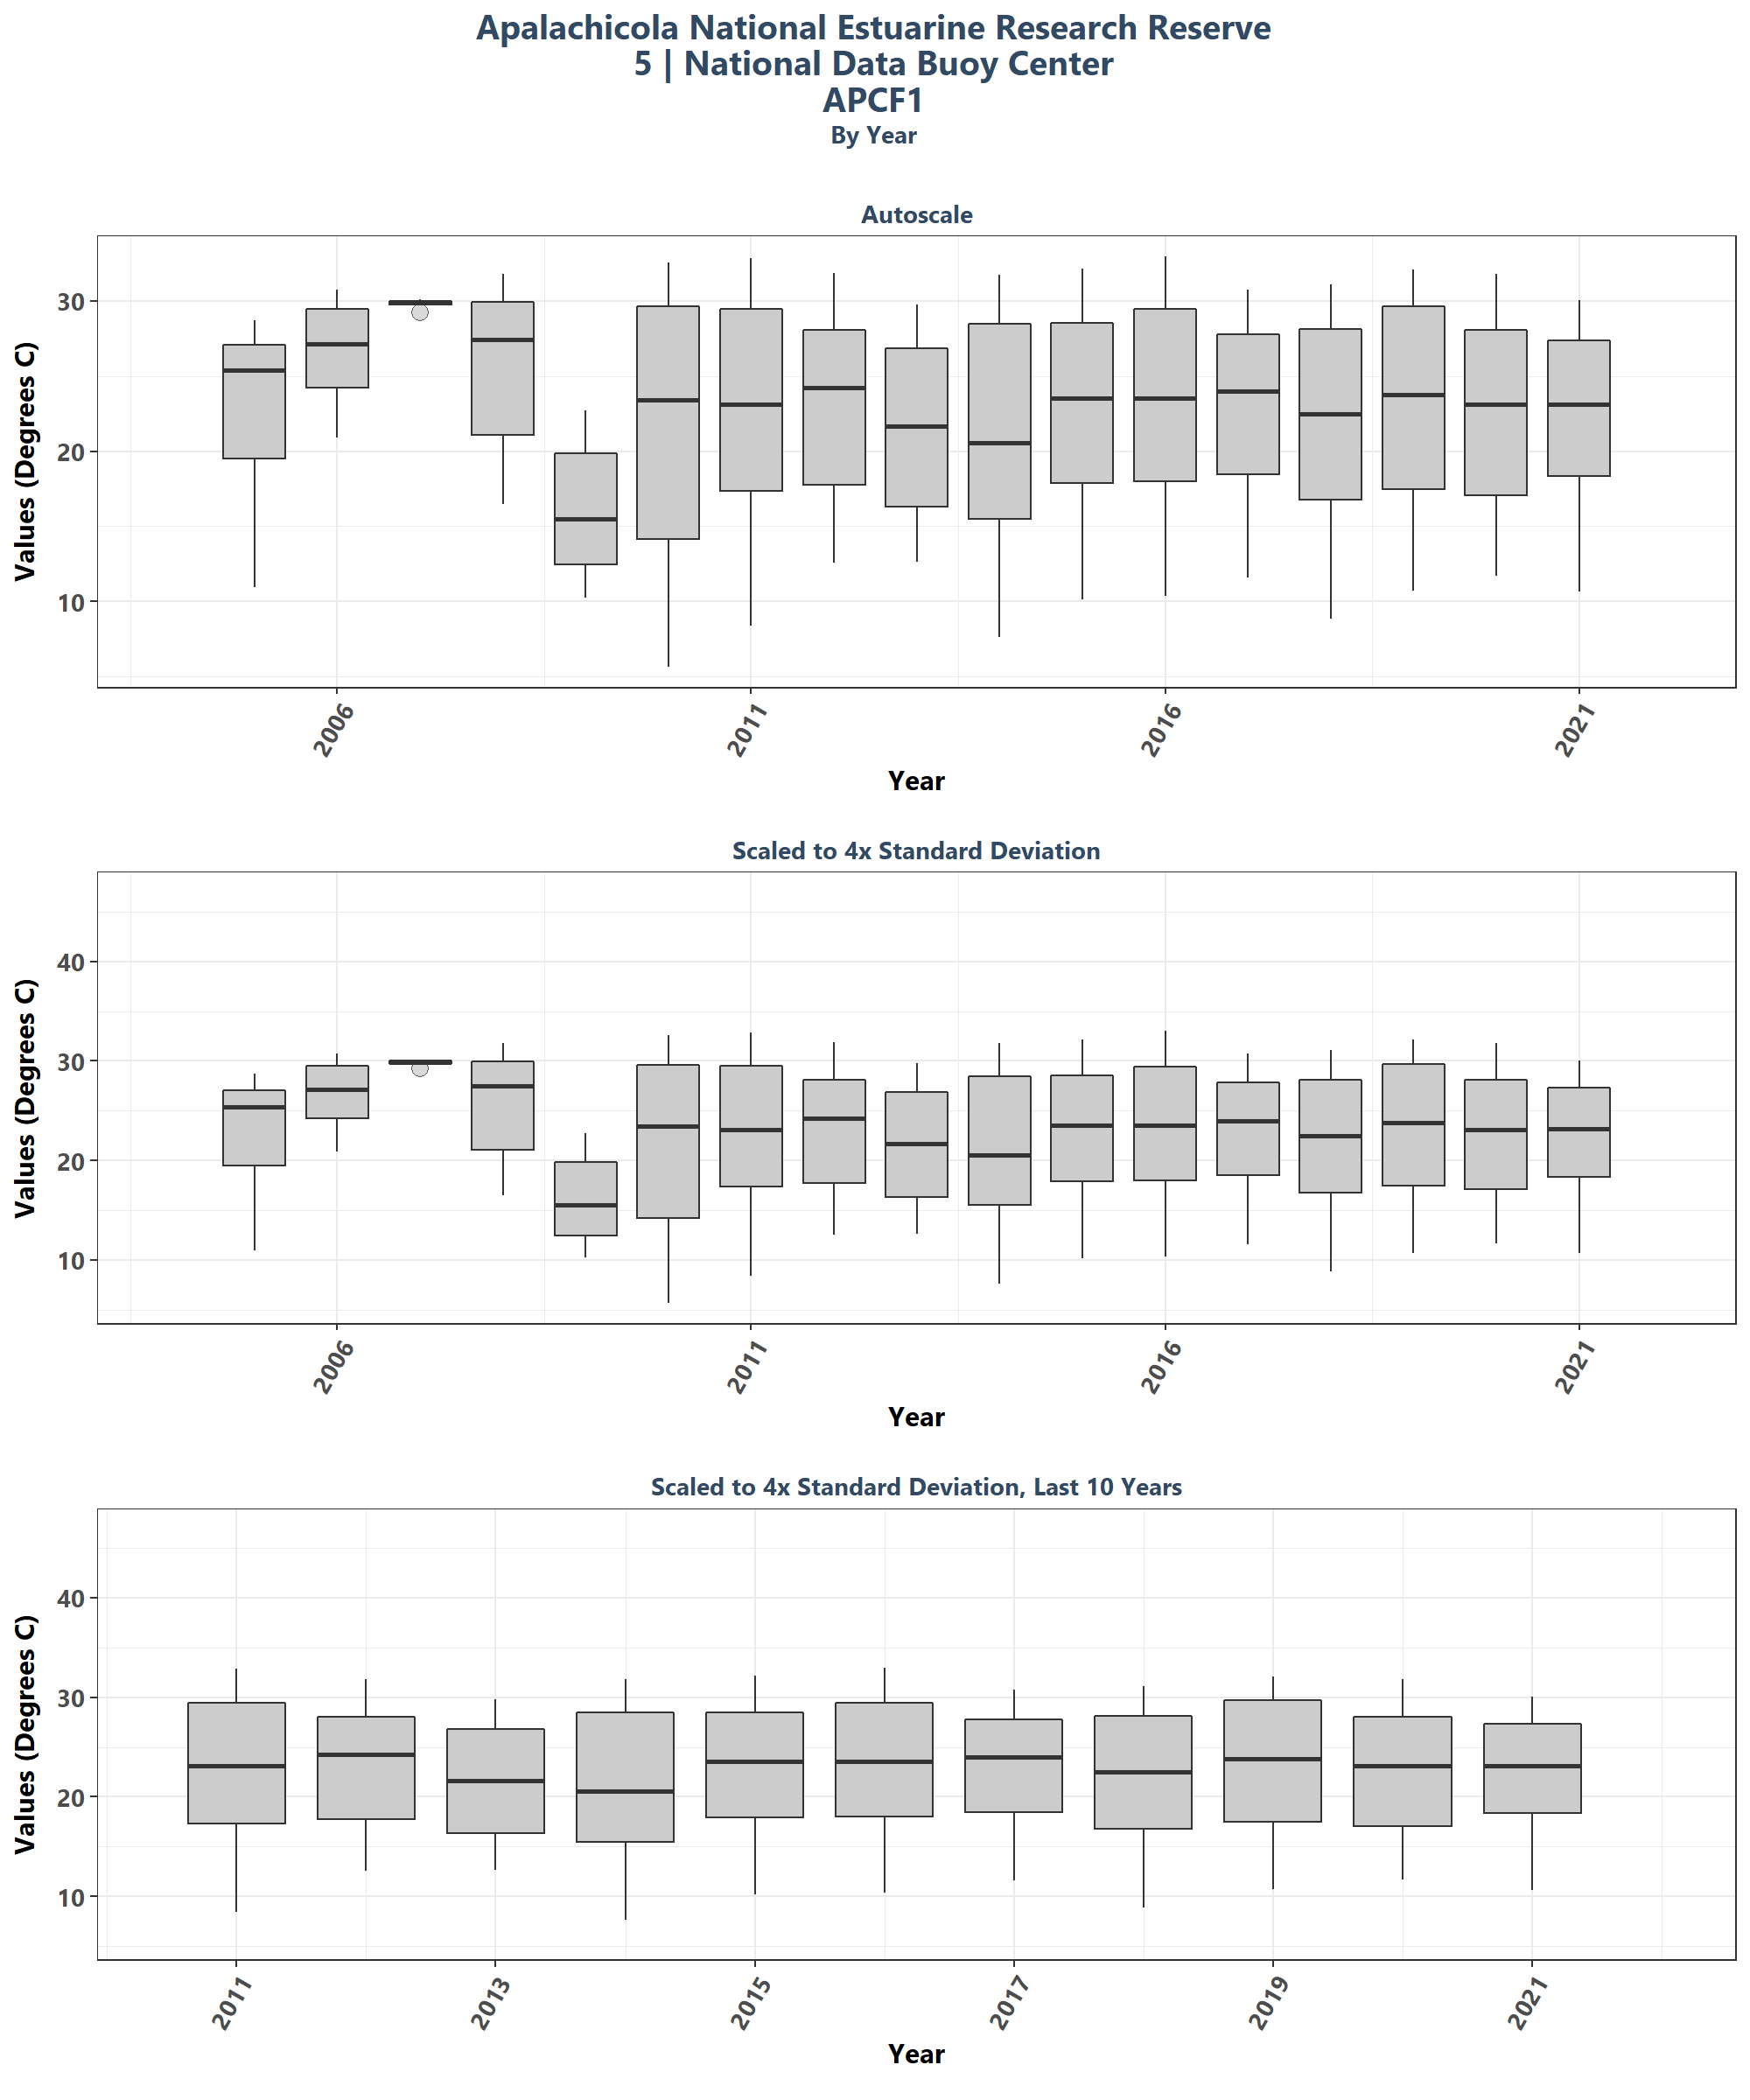 Apalachicola National Estuarine Research Reserve
5 | National Data Buoy Center
APCF1
By Year
Autoscale
Values (Degrees C)
30
20
10
2006
2011
2016
2021
Year
Scaled to 4x Standard Deviation
Values (Degrees C)
40
30
20
10
2006
2011
2016
2021
Year
Scaled to 4x Standard Deviation, Last 10 Years
Values (Degrees C)
40
30
20
10
2011
2013
2015
2017
2019
2021
Year